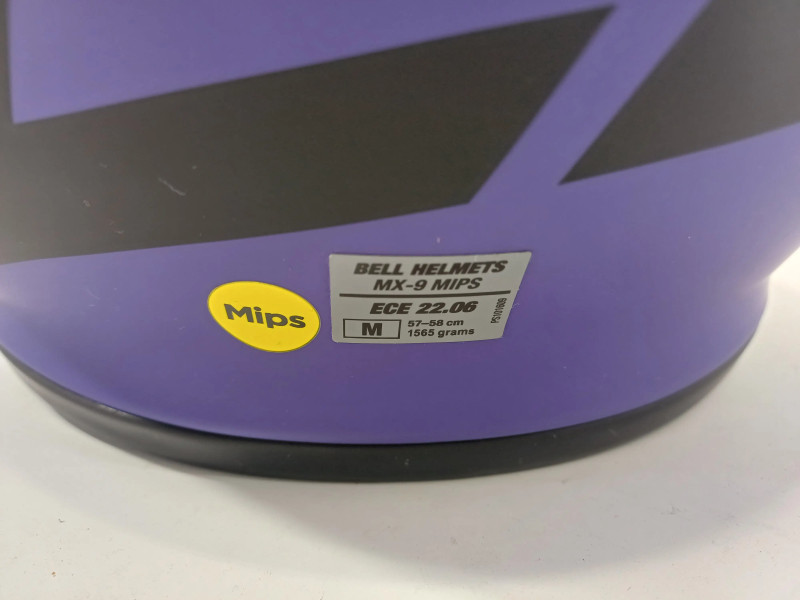 Mips
BELL HELMETS
MX-9 MIPS
ECE 22.06
M
57–58 cm
1565 grams